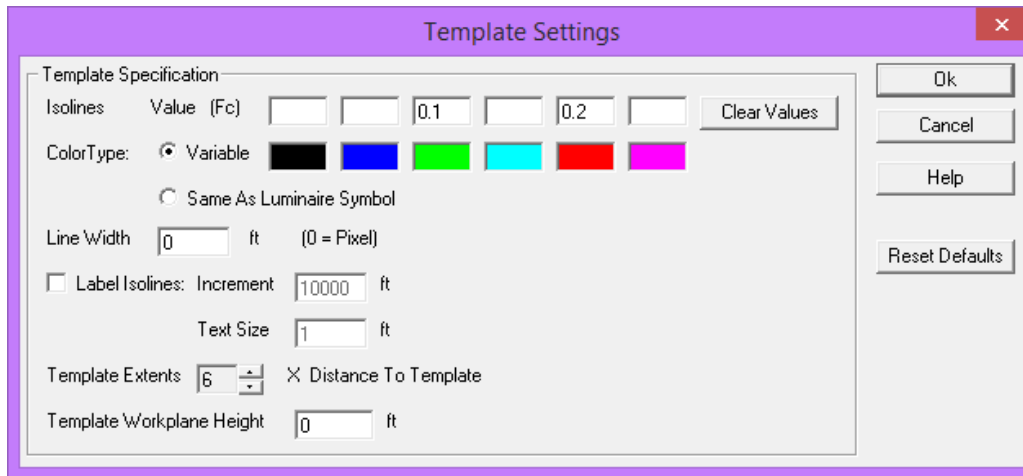 Template Settings
×
Template Specification
Isolines Value (Fc) 0.1 0.2 Clear Values
ColorType: Variable
Same As Luminaire Symbol
Line Width 0 ft (0 = Pixel)
Label Isolines: Increment 10000 ft
Text Size 1 ft
Template Extents 6 X Distance To Template
Template Workplane Height 0 ft
Ok
Cancel
Help
Reset Defaults